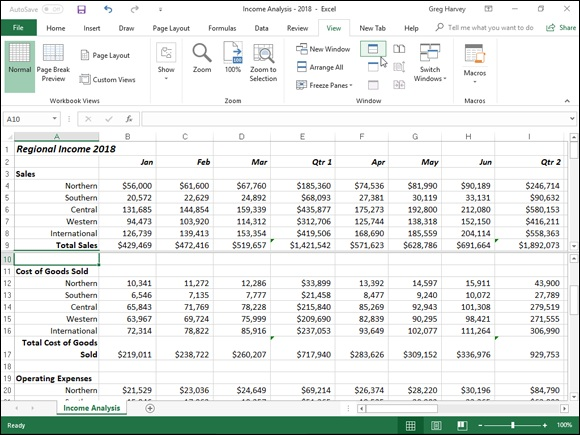 AutoSave Off Income Analysis - 2018 - Excel Greg Harvey
File Home Insert Draw Page Layout Formulas Data Review View New Tab Help Tell me what you want to do Share
Normal Page Break Preview Page Layout Custom Views Show Zoom 100% Zoom to Selection New Window Arrange All Freeze Panes Switch Windows Macros
Workbook Views Zoom Window Macros
A10 fx
A B C D E F G H I
1 Regional Income 2018
2 Jan Feb Mar Qtr 1 Apr May Jun Qtr 2
3 Sales
4 Northern $56,000 $61,600 $67,760 $185,360 $74,536 $81,990 $90,189 $246,714
5 Southern 20,572 22,629 24,892 $68,093 27,381 30,119 33,131 $90,632
6 Central 131,685 144,854 159,339 $435,877 175,273 192,800 212,080 $580,153
7 Western 94,473 103,920 114,312 $312,706 125,744 138,318 152,150 $416,211
8 International 126,739 139,413 153,354 $419,506 168,690 185,559 204,114 $558,363
9 Total Sales $429,469 $472,416 $519,657 $1,421,542 $571,623 $628,786 $691,664 $1,892,073
10
11 Cost of Goods Sold
12 Northern 10,341 11,272 12,286 $33,899 13,392 14,597 15,911 43,900
13 Southern 6,546 7,135 7,777 $21,458 8,477 9,240 10,072 27,789
14 Central 65,843 71,769 78,228 $215,840 85,269 92,943 101,308 279,519
15 Western 63,967 69,724 75,999 $209,690 82,839 90,295 98,421 271,555
16 International 72,314 78,822 85,916 $237,053 93,649 102,077 111,264 306,990
Total Cost of Goods
17 Sold $219,011 $238,722 $260,207 $717,940 $283,626 $309,152 $336,976 929,753
18
19 Operating Expenses
20 Northern $21,529 $23,036 $24,649 $69,214 $26,374 $28,220 $30,196 $84,790
Income Analysis
Ready 100%